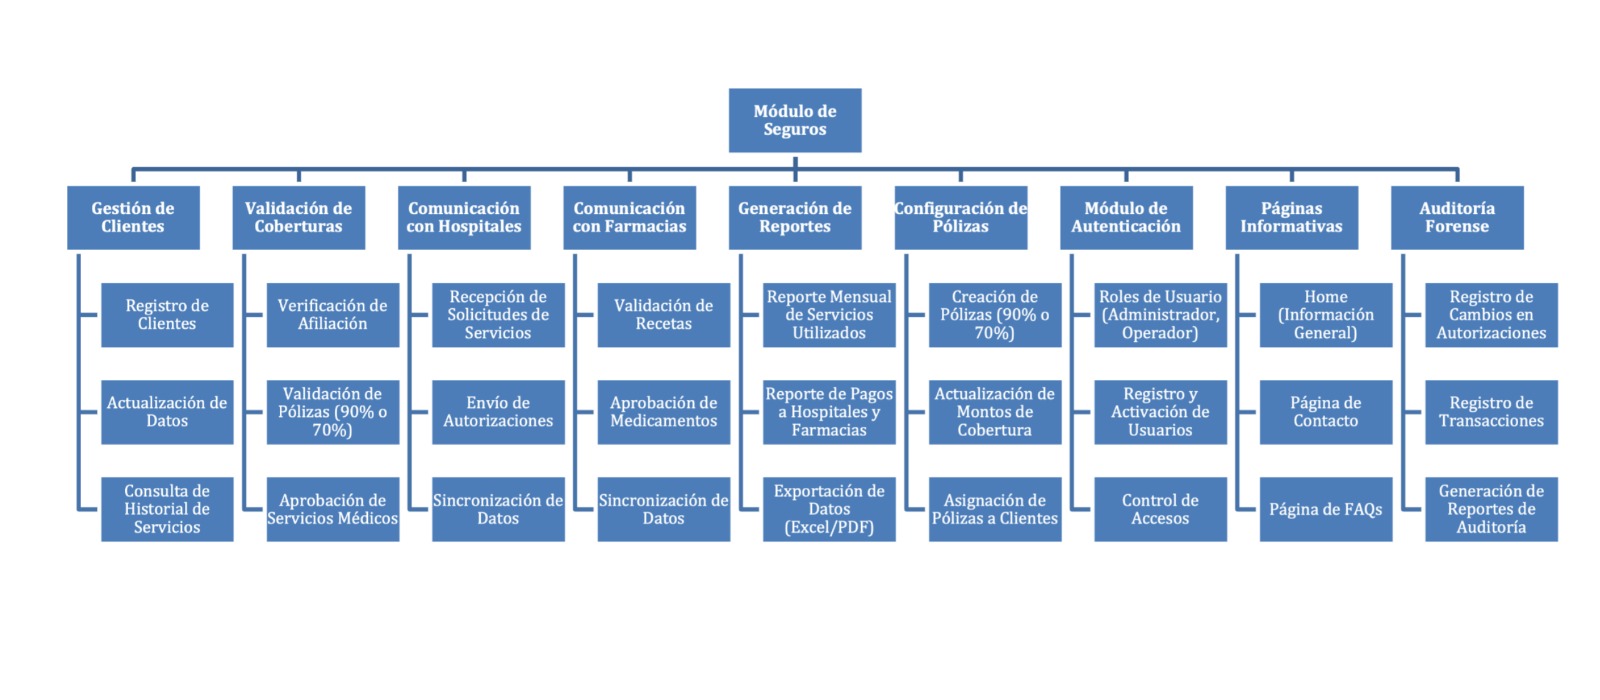 Módulo de
Seguros
Gestión de
Clientes
Registro de
Clientes
Actualización de
Datos
Consulta de
Historial de
Servicios
Validación de
Coberturas
Verificación de
Afiliación
Validación de
Pólizas (90% o
70%)
Aprobación de
Servicios Médicos
Comunicación
con Hospitales
Recepción de
Solicitudes de
Servicios
Envío de
Autorizaciones
Sincronización de
Datos
Comunicación
con Farmacias
Validación de
Recetas
Aprobación de
Medicamentos
Sincronización de
Datos
Generación de
Reportes
Reporte Mensual
de Servicios
Utilizados
Reporte de Pagos
a Hospitales y
Farmacias
Exportación de
Datos
(Excel/PDF)
Configuración de
Pólizas
Creación de
Pólizas (90% o
70%)
Actualización de
Montos de
Cobertura
Asignación de
Pólizas a Clientes
Módulo de
Autenticación
Roles de Usuario
(Administrador,
Operador)
Registro y
Activación de
Usuarios
Control de
Accesos
Páginas
Informativas
Home
(Información
General)
Página de
Contacto
Página de FAQs
Auditoría
Forense
Registro de
Cambios en
Autorizaciones
Registro de
Transacciones
Generación de
Reportes de
Auditoría